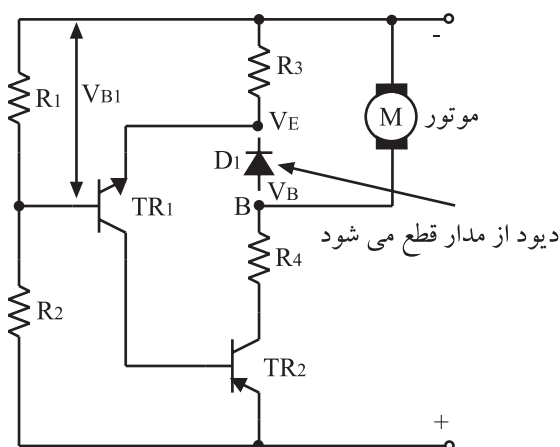 -
R3
R1
VB1
VE
M
موتور
D1
TR1
VB
B
دیود از مدار قطع می شود
R4
R2
TR2
+